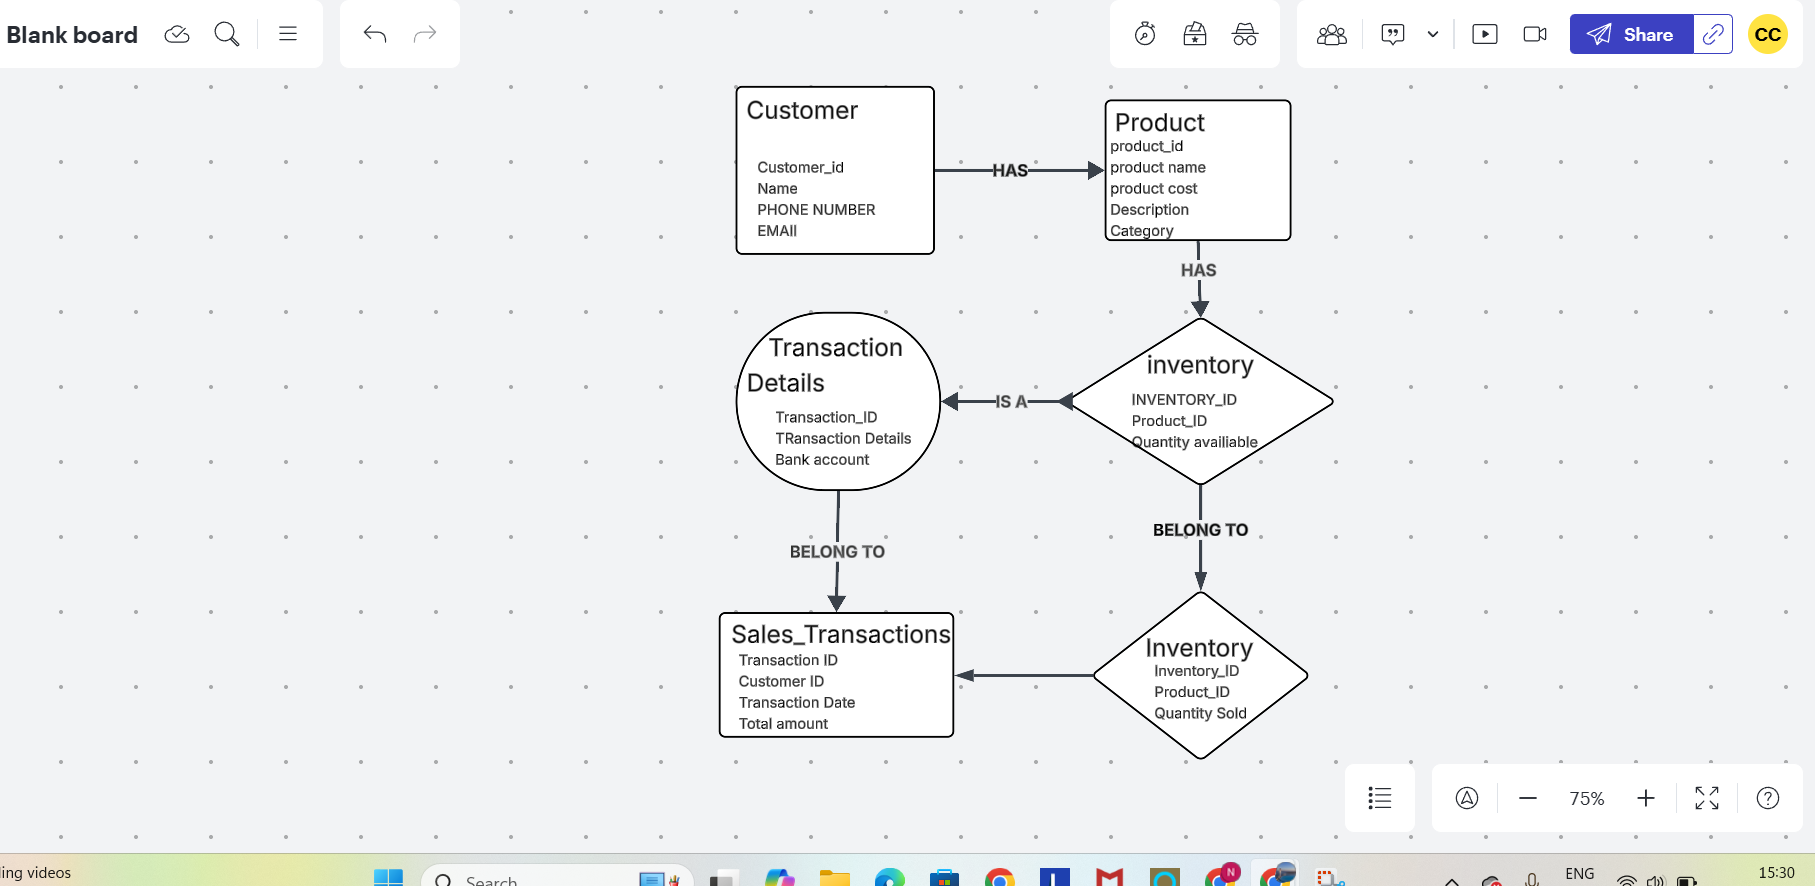 Blank board
Share
CC
Customer
Customer_id
Name
PHONE NUMBER
EMAIl
HAS
Product
product_id
product name
product cost
Description
Category
HAS
Transaction
Details
Transaction_ID
TRansaction Details
Bank account
IS A
inventory
INVENTORY_ID
Product_ID
Quantity availiable
BELONG TO
BELONG TO
Sales_Transactions
Transaction ID
Customer ID
Transaction Date
Total amount
Inventory
Inventory_ID
Product_ID
Quantity Sold
75%
ing videos
Search
N
ENG
15:30